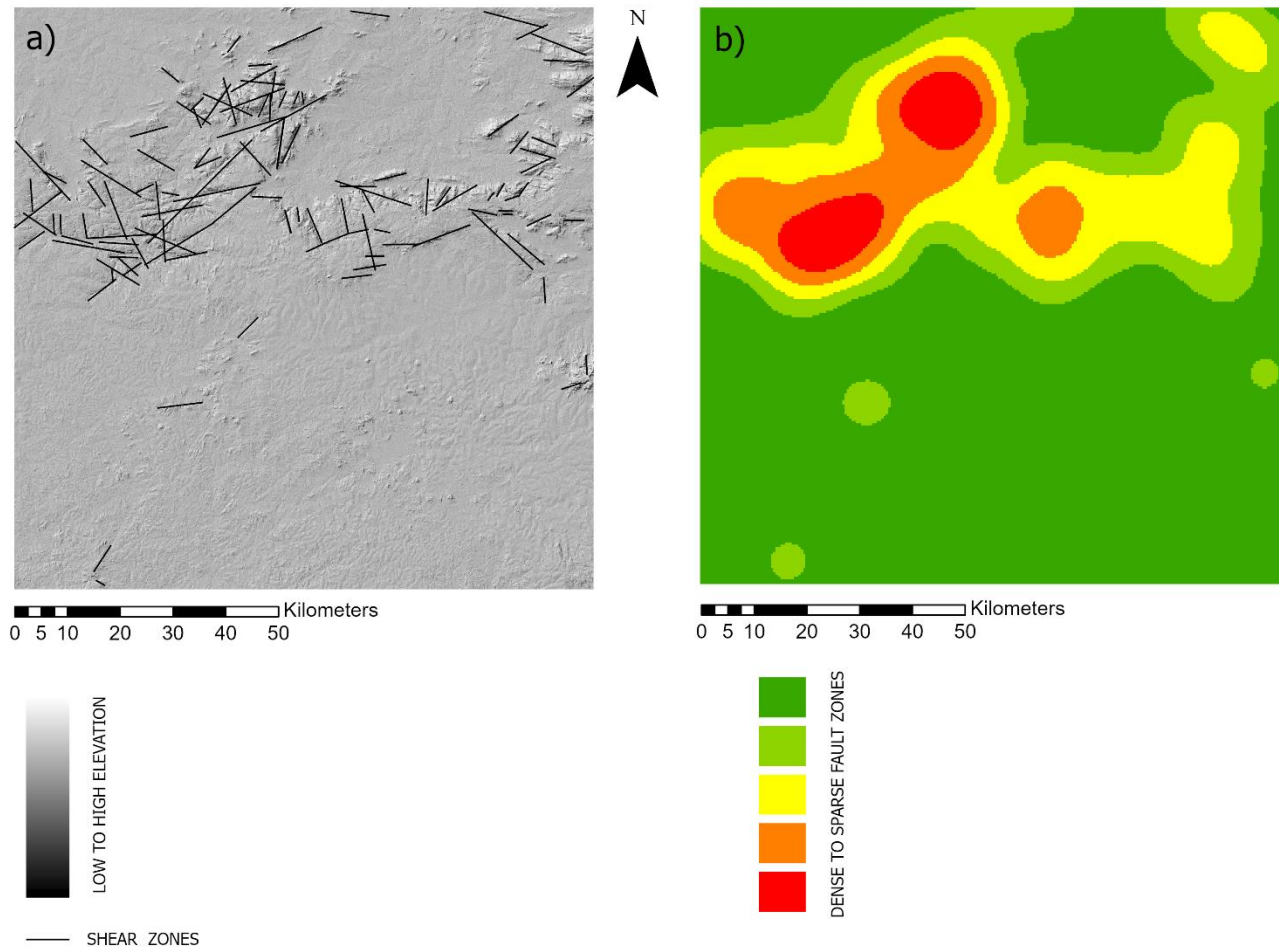 a)
N
b)
Kilometers
0 5 10 20 30 40 50
Kilometers
0 5 10 20 30 40 50
LOW TO HIGH ELEVATION
SHEAR ZONES
DENSE TO SPARSE FAULT ZONES